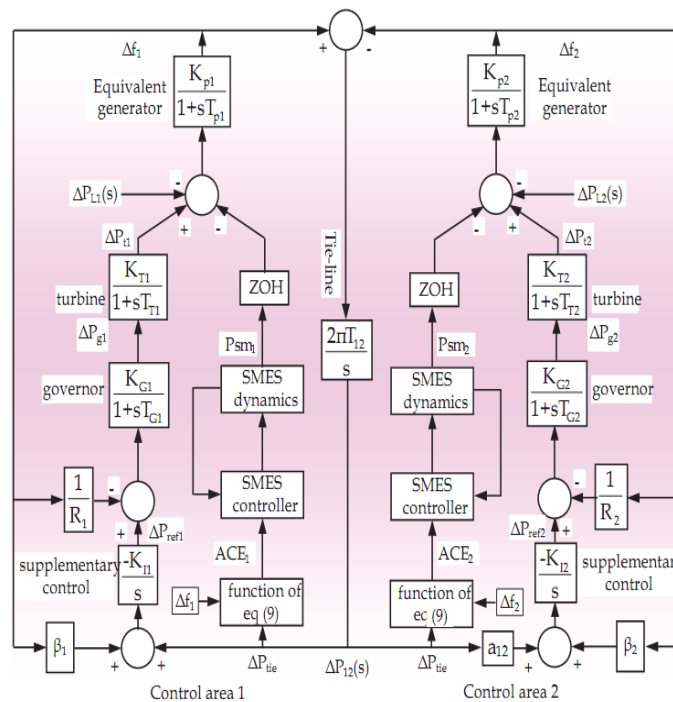 Δf₁
+
-
Δf₂
Equivalent
generator
Kp1
1+sTp1
Kp2
1+sTp2
Equivalent
generator
ΔPL1(s)
-
+
-
-
+
-
ΔPL2(s)
ΔPt1
ΔPt2
Tie-line
KT1
1+sTT1
turbine
ZOH
ZOH
KT2
1+sTT2
turbine
ΔPg1
Psm₁
2πT12
s
Psm₂
ΔPg2
governor
KG1
1+sTG1
SMES
dynamics
SMES
dynamics
KG2
1+sTG2
governor
1
R1
-
+
SMES
controller
SMES
controller
-
+
1
R2
ΔPref1
ΔPref2
supplementary
control
-KI1
s
ACE₁
ACE₂
-KI2
s
supplementary
control
Δf₁
function of
eq (9)
function of
eq (9)
Δf₂
β₁
+
+
a12
+
+
β₂
ΔPtie
ΔP12(s)
ΔPtie
Control area 1
Control area 2